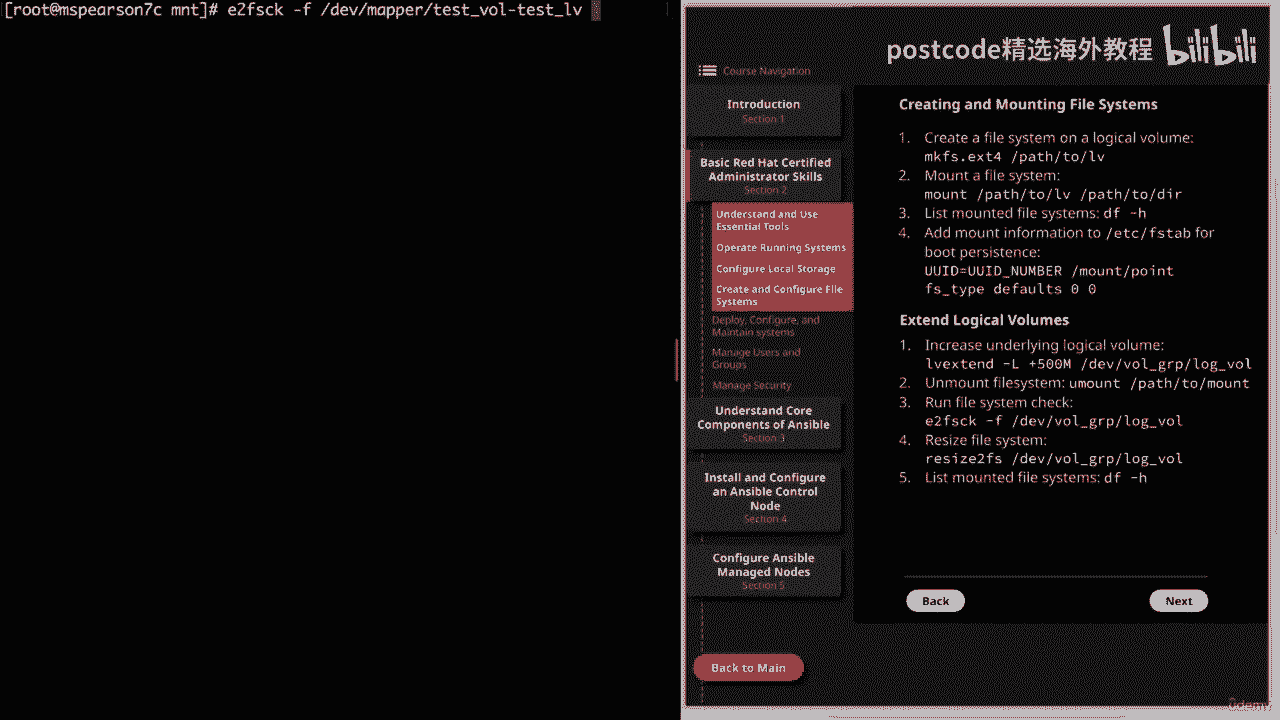 [root@mspearson7c mnt]# e2fsck -f /dev/mapper/test_vol-test_lv
postcode精选海外教程 bilibili
Course Navigation
Introduction
Section 1
Basic Red Hat Certified
Administrator Skills
Section 2
Understand and Use
Essential Tools
Operate Running Systems
Configure Local Storage
Create and Configure File
Systems
Deploy, Configure, and
Maintain systems
Manage Users and
Groups
Manage Security
Understand Core
Components of Ansible
Section 3
Install and Configure
an Ansible Control
Node
Section 4
Configure Ansible
Managed Nodes
Section 5
Back to Main
Creating and Mounting File Systems
1. Create a file system on a logical volume:
mkfs.ext4 /path/to/lv
2. Mount a file system:
mount /path/to/lv /path/to/dir
3. List mounted file systems: df -h
4. Add mount information to /etc/fstab for
boot persistence:
UUID=UUID_NUMBER /mount/point
fs_type defaults 0 0
Extend Logical Volumes
1. Increase underlying logical volume:
lvextend -L +500M /dev/vol_grp/log_vol
2. Unmount filesystem: umount /path/to/mount
3. Run file system check:
e2fsck -f /dev/vol_grp/log_vol
4. Resize file system:
resize2fs /dev/vol_grp/log_vol
5. List mounted file systems: df -h
Back
Next
ûdemy